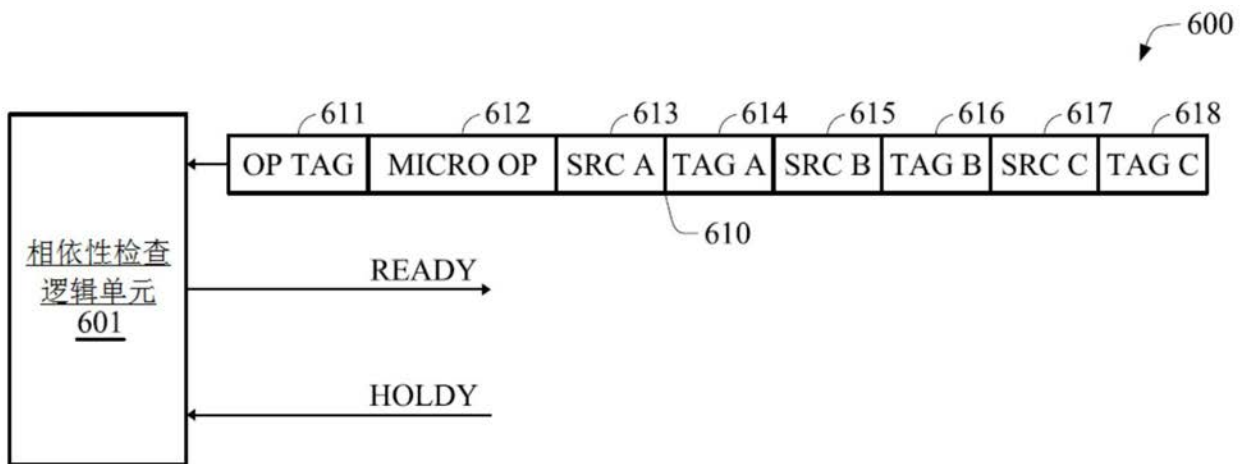 600
611 612 613 614 615 616 617 618
OP TAG MICRO OP SRC A TAG A SRC B TAG B SRC C TAG C
610
相依性检查
逻辑单元
601
READY
HOLDY